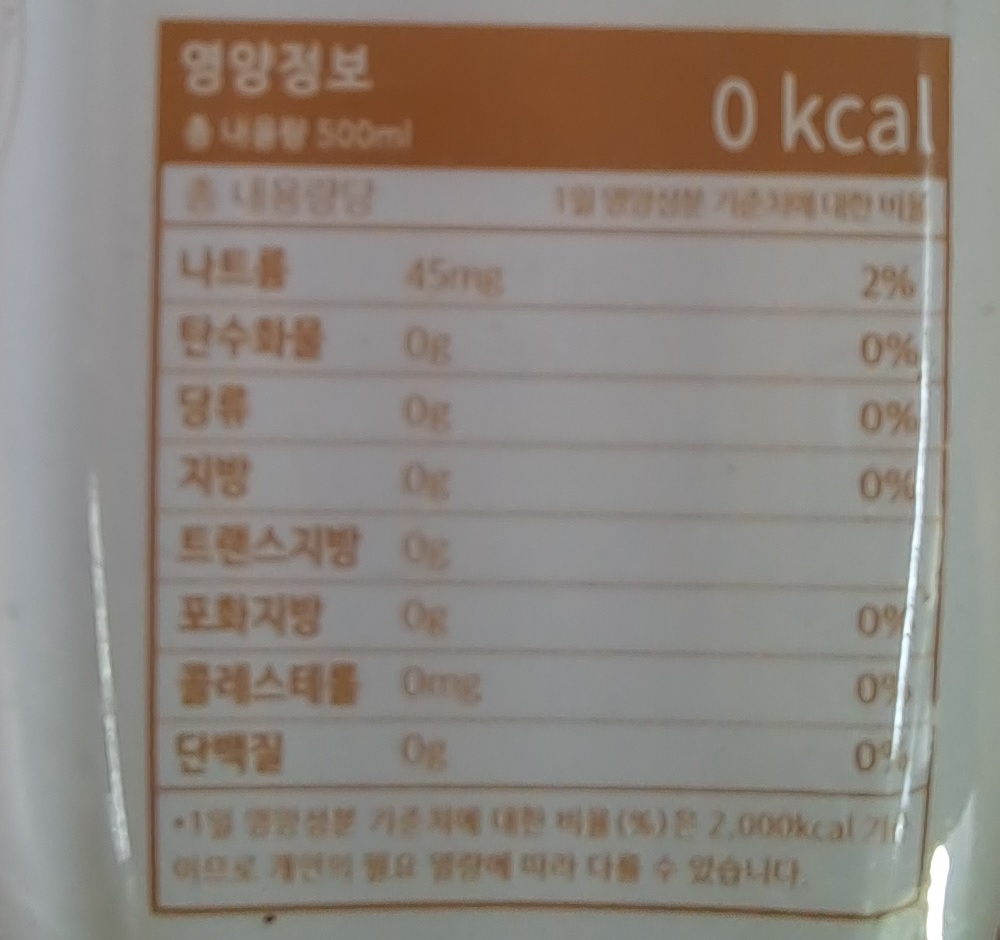 영양정보
0 kcal
총 내용량 500ml
총 내용량당 1일 영양성분 기준치에 대한 비율
나트륨 45mg 2%
탄수화물 0g 0%
당류 0g 0%
지방 0g 0%
트랜스지방 0g
포화지방 0g 0%
콜레스테롤 0mg 0%
단백질 0g 0%
•1일 영양성분 기준치에 대한 비율(%)은 2,000kcal 기준
이므로 개인의 필요 열량에 따라 다를 수 있습니다.